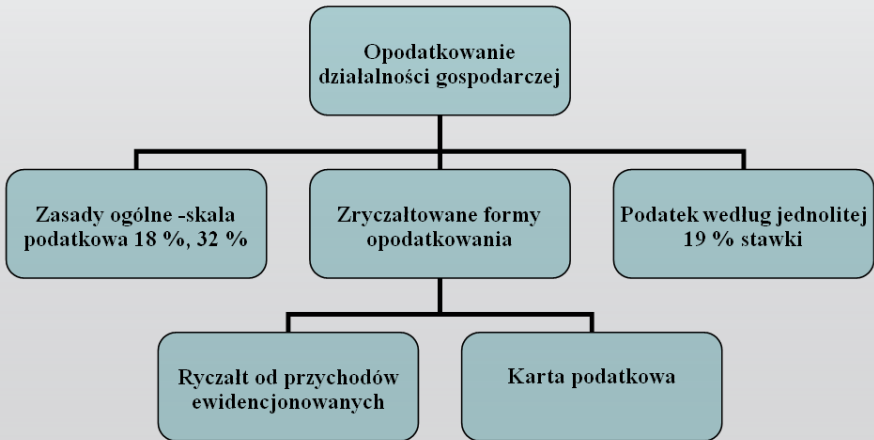 Opodatkowanie
działalności gospodarczej
Zasady ogólne -skala
podatkowa 18 %, 32 %
Zryczałtowane formy
opodatkowania
Podatek według jednolitej
19 % stawki
Ryczałt od przychodów
ewidencjonowanych
Karta podatkowa